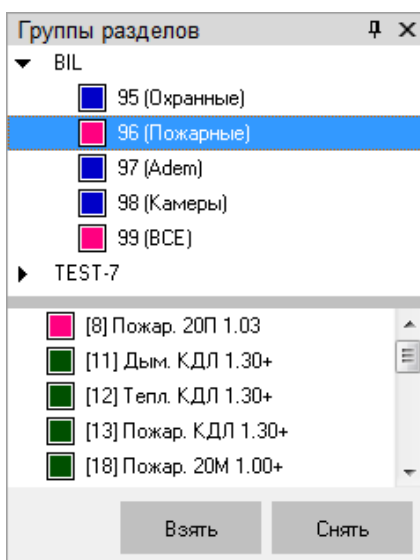 Группы разделов
BIL
95 (Охранные)
96 (Пожарные)
97 (Adem)
98 (Камеры)
99 (ВСЕ)
TEST-7
[8] Пожар. 20П 1.03
[11] Дым. КДЛ 1.30+
[12] Тепл. КДЛ 1.30+
[13] Пожар. КДЛ 1.30+
[18] Пожар. 20М 1.00+
Взять Снять